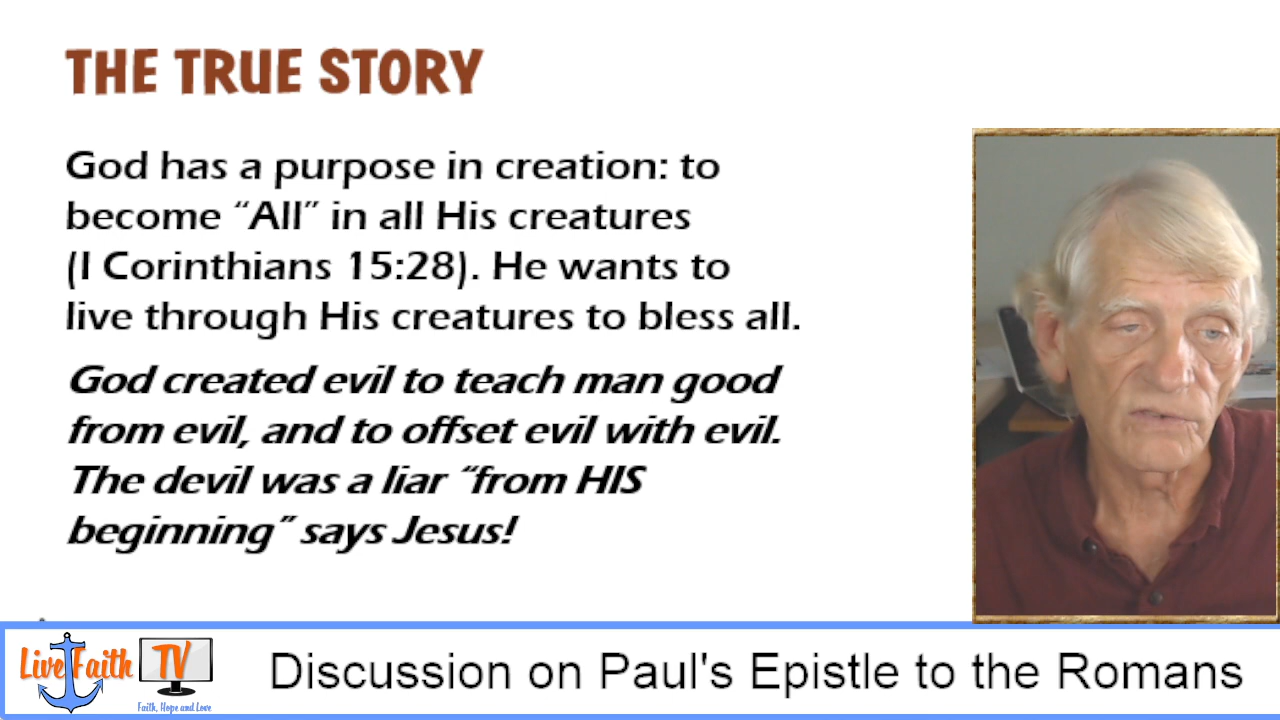 THE TRUE STORY
God has a purpose in creation: to
become “All” in all His creatures
(I Corinthians 15:28). He wants to
live through His creatures to bless all.
God created evil to teach man good
from evil, and to offset evil with evil.
The devil was a liar “from HIS
beginning” says Jesus!
Live Faith TV
Faith, Hope and Love
Discussion on Paul's Epistle to the Romans